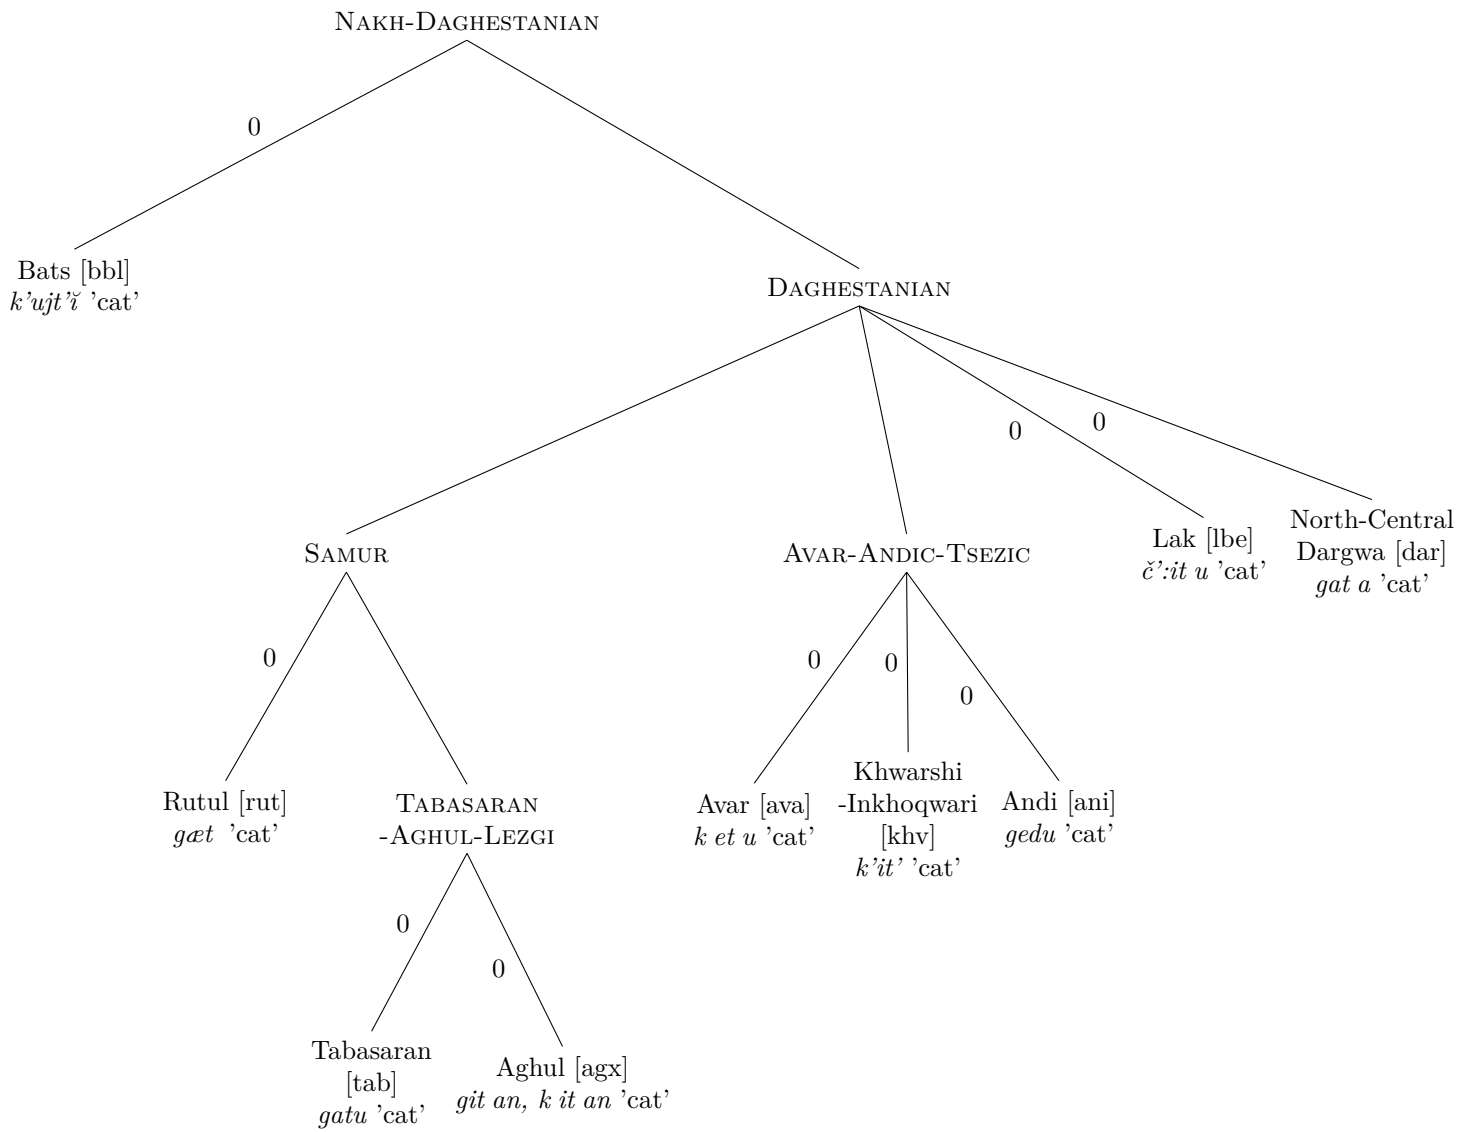 NAKH-DAGHESTANIAN
0
Bats [bbl]
k'ujt'ĭ 'cat'
DAGHESTANIAN
0
0
SAMUR
AVAR-ANDIC-TSEZIC
Lak [lbe]
č':it u 'cat'
North-Central
Dargwa [dar]
gat a 'cat'
0
0
0
0
Rutul [rut]
gæt 'cat'
TABASARAN
-AGHUL-LEZGI
Avar [ava]
k et u 'cat'
Khwarshi
-Inkhoqwari
[khv]
k'it' 'cat'
Andi [ani]
gedu 'cat'
0
0
Tabasaran
[tab]
gatu 'cat'
Aghul [agx]
git an, k it an 'cat'